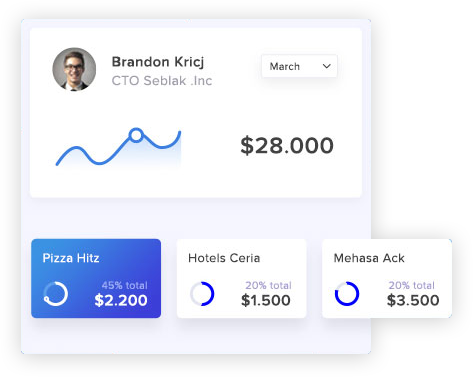 Brandon Kricj
CTO Seblak .Inc
March
$28.000
Pizza Hitz
45% total
$2.200
Hotels Ceria
20% total
$1.500
Mehasa Ack
20% total
$3.500